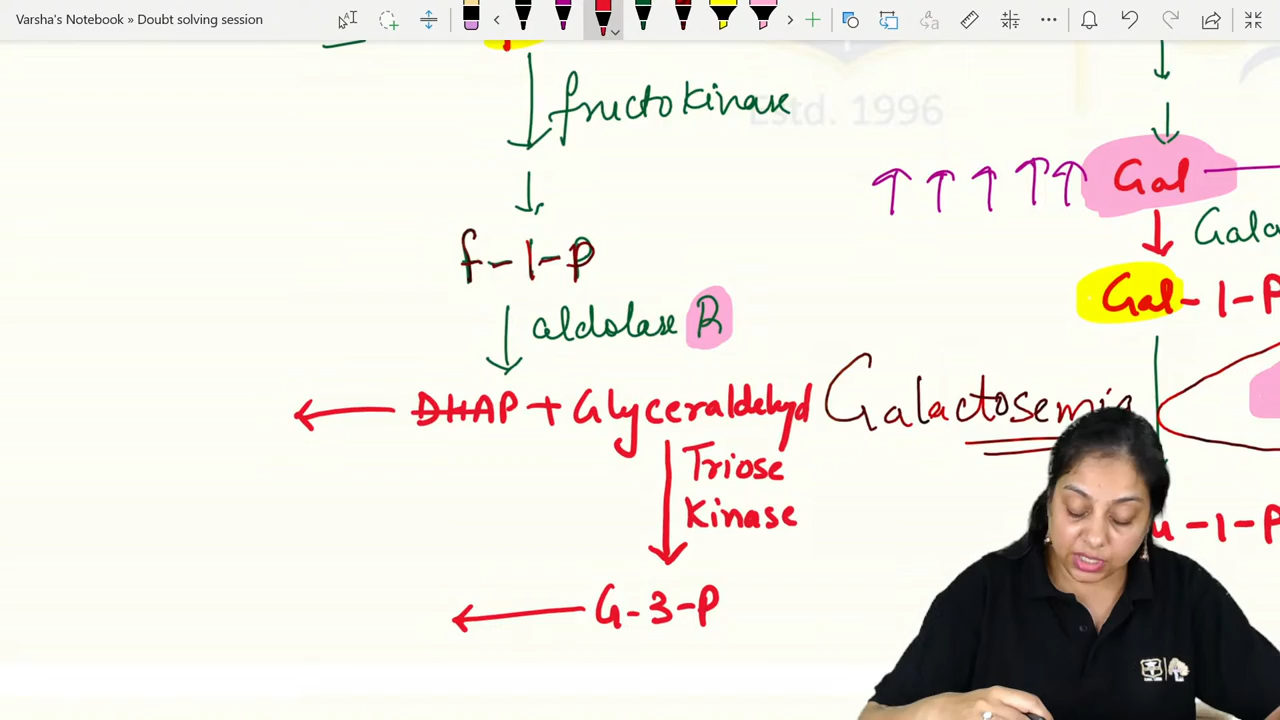 Varsha's Notebook » Doubt solving session
Estd. 1996
fructokinase
f-1-P
aldolase B
DHAP + Glyceraldehyd
Triose
Kinase
G-3-P
Gal
Gal-1-P
Galactosemia
-1-P